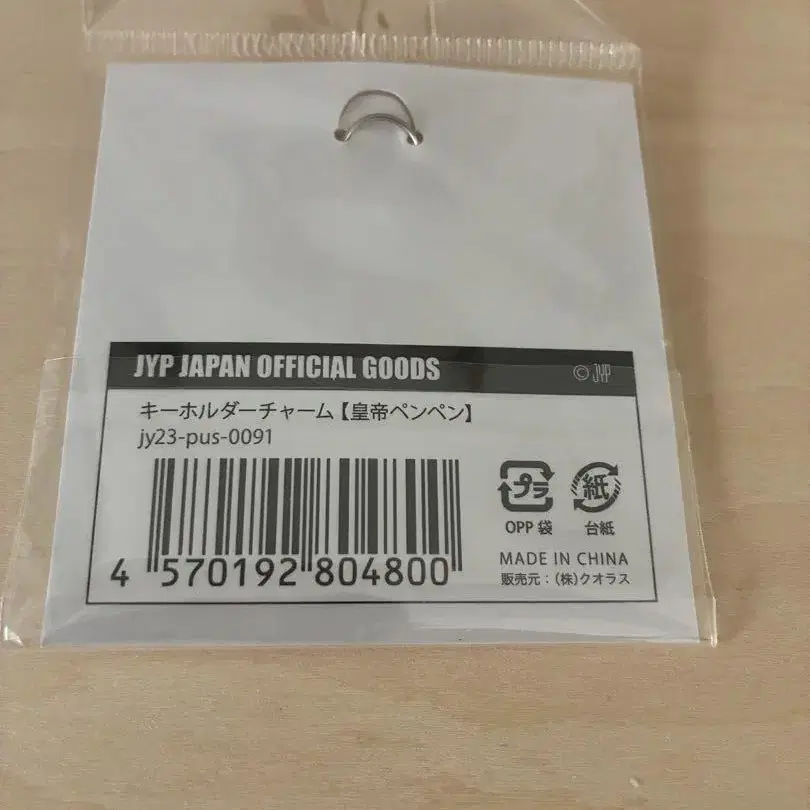 JYP JAPAN OFFICIAL GOODS © JYP
キーホルダーチャーム【皇帝ペンペン】
jy23-pus-0091
プラ 紙
OPP 袋 台紙
4 570192 804800
MADE IN CHINA
販売元：(株)クオラス